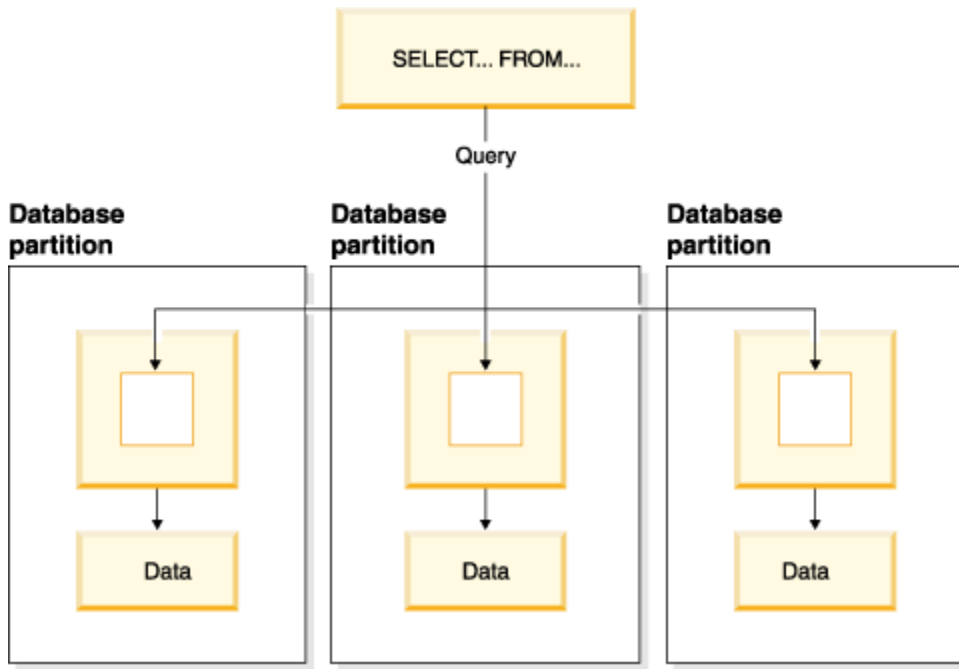 SELECT... FROM...
Query
Database
partition
Database
partition
Database
partition
Data
Data
Data